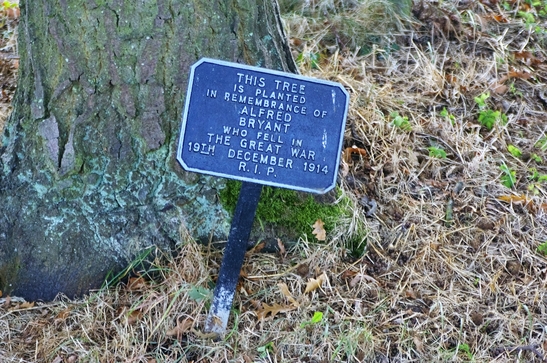 THIS TREE
IS PLANTED
IN REMEMBRANCE OF
ALFRED
BRYANT
WHO FELL IN
THE GREAT WAR
19TH DECEMBER 1914
R.I.P.